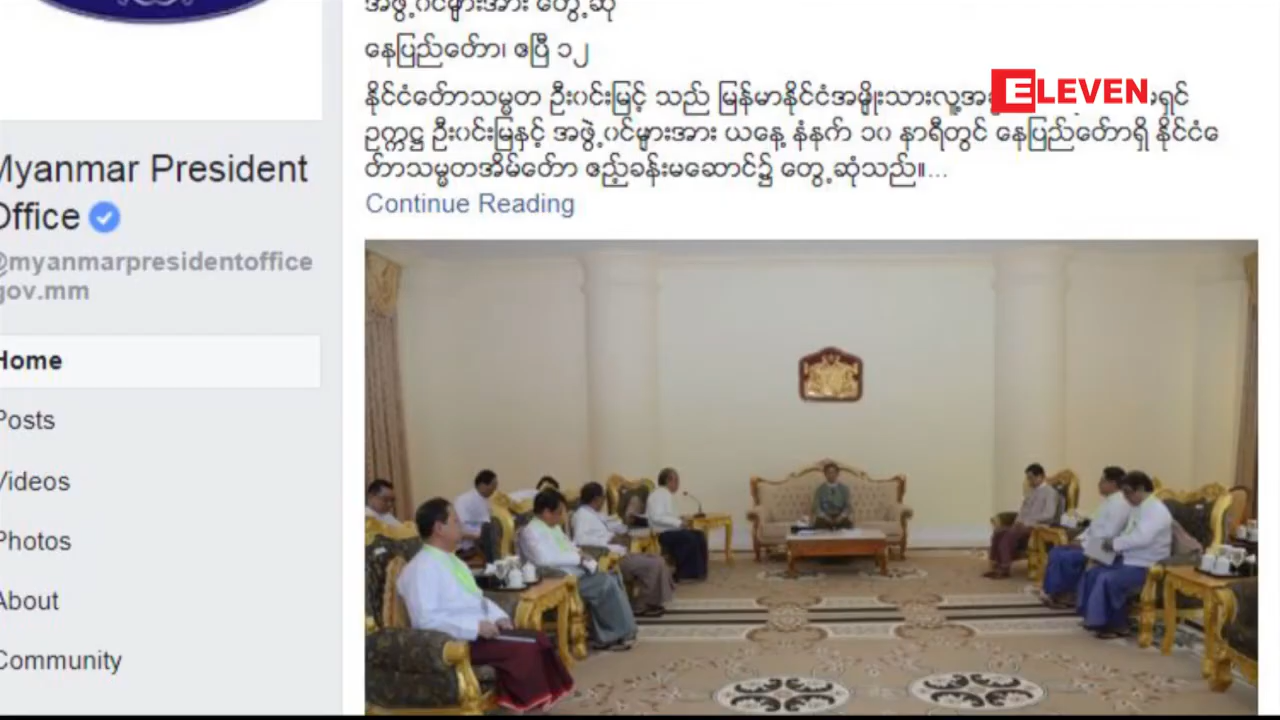 နေပြည်တော်၊ ဧပြီ ၁၂
နိုင်ငံတော်သမ္မတ ဦးဝင်းမြင့် သည် မြန်မာနိုင်ငံအမျိုးသားလူ့အခွ
ELEVEN
ဥက္ကဋ္ဌ ဦးဝင်းမြနှင့် အဖွဲ့ဝင်များအား ယနေ့ နံနက် ၁၀ နာရီတွင် နေပြည်တော်ရှိ နိုင်ငံ
တော်သမ္မတအိမ်တော် ဧည့်ခန်းမဆောင်၌ တွေ့ဆုံသည်။...
Continue Reading
Myanmar President
Office
@myanmarpresidentoffice
gov.mm
Home
Posts
Videos
Photos
About
Community